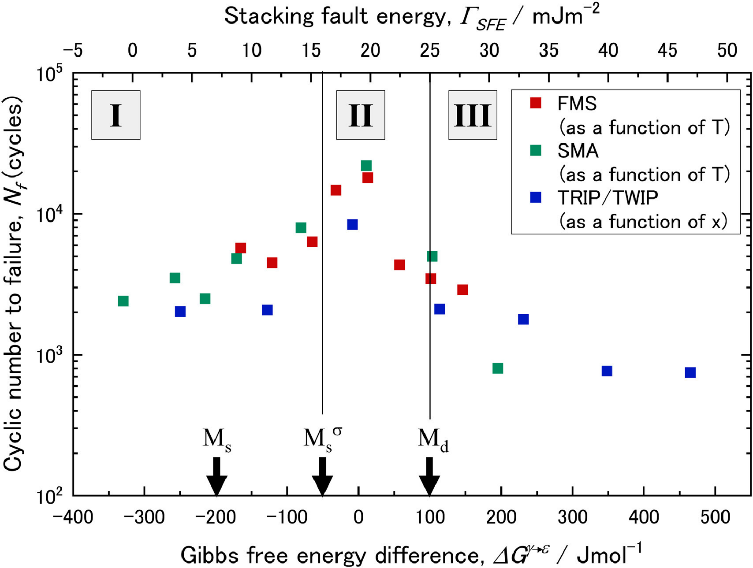 Stacking fault energy, Γ_SFE / mJm⁻²
-5 0 5 10 15 20 25 30 35 40 45 50
I II III
FMS
(as a function of T)
SMA
(as a function of T)
TRIP/TWIP
(as a function of x)
Cyclic number to failure, N_f (cycles)
10⁵
10⁴
10³
10²
M_s M_s^σ M_d
−400 −300 −200 −100 0 100 200 300 400 500
Gibbs free energy difference, ΔG^γ→ε / Jmol⁻¹